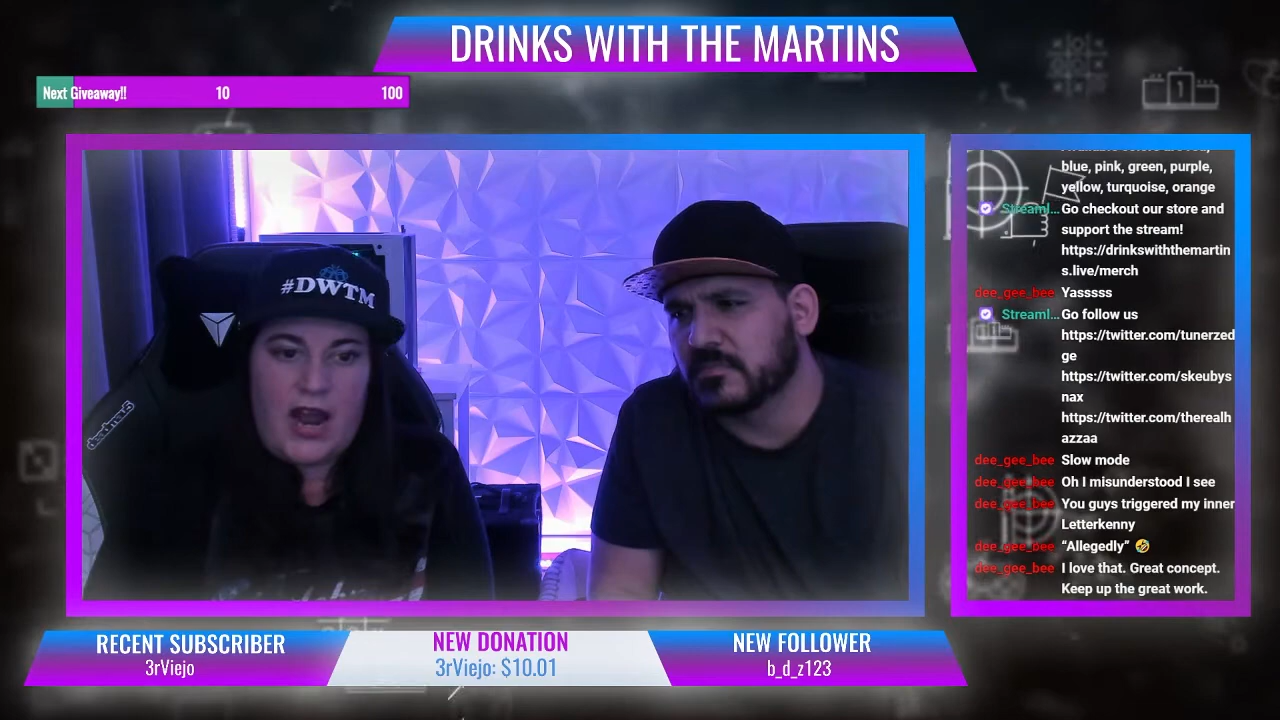 DRINKS WITH THE MARTINS
Next Giveaway!! 10 100
#DWTM
deadmau5
blue, pink, green, purple,
yellow, turquoise, orange
Streaml... Go checkout our store and
support the stream!
https://drinkswiththemartin
s.live/merch
dee_gee_bee Yasssss
Streaml... Go follow us
https://twitter.com/tunerzed
ge
https://twitter.com/skeubys
nax
https://twitter.com/therealh
azzaa
dee_gee_bee Slow mode
dee_gee_bee Oh I misunderstood I see
dee_gee_bee You guys triggered my inner
Letterkenny
dee_gee_bee “Allegedly” 🤣
dee_gee_bee I love that. Great concept.
Keep up the great work.
RECENT SUBSCRIBER
3rViejo
NEW DONATION
3rViejo: $10.01
NEW FOLLOWER
b_d_z123